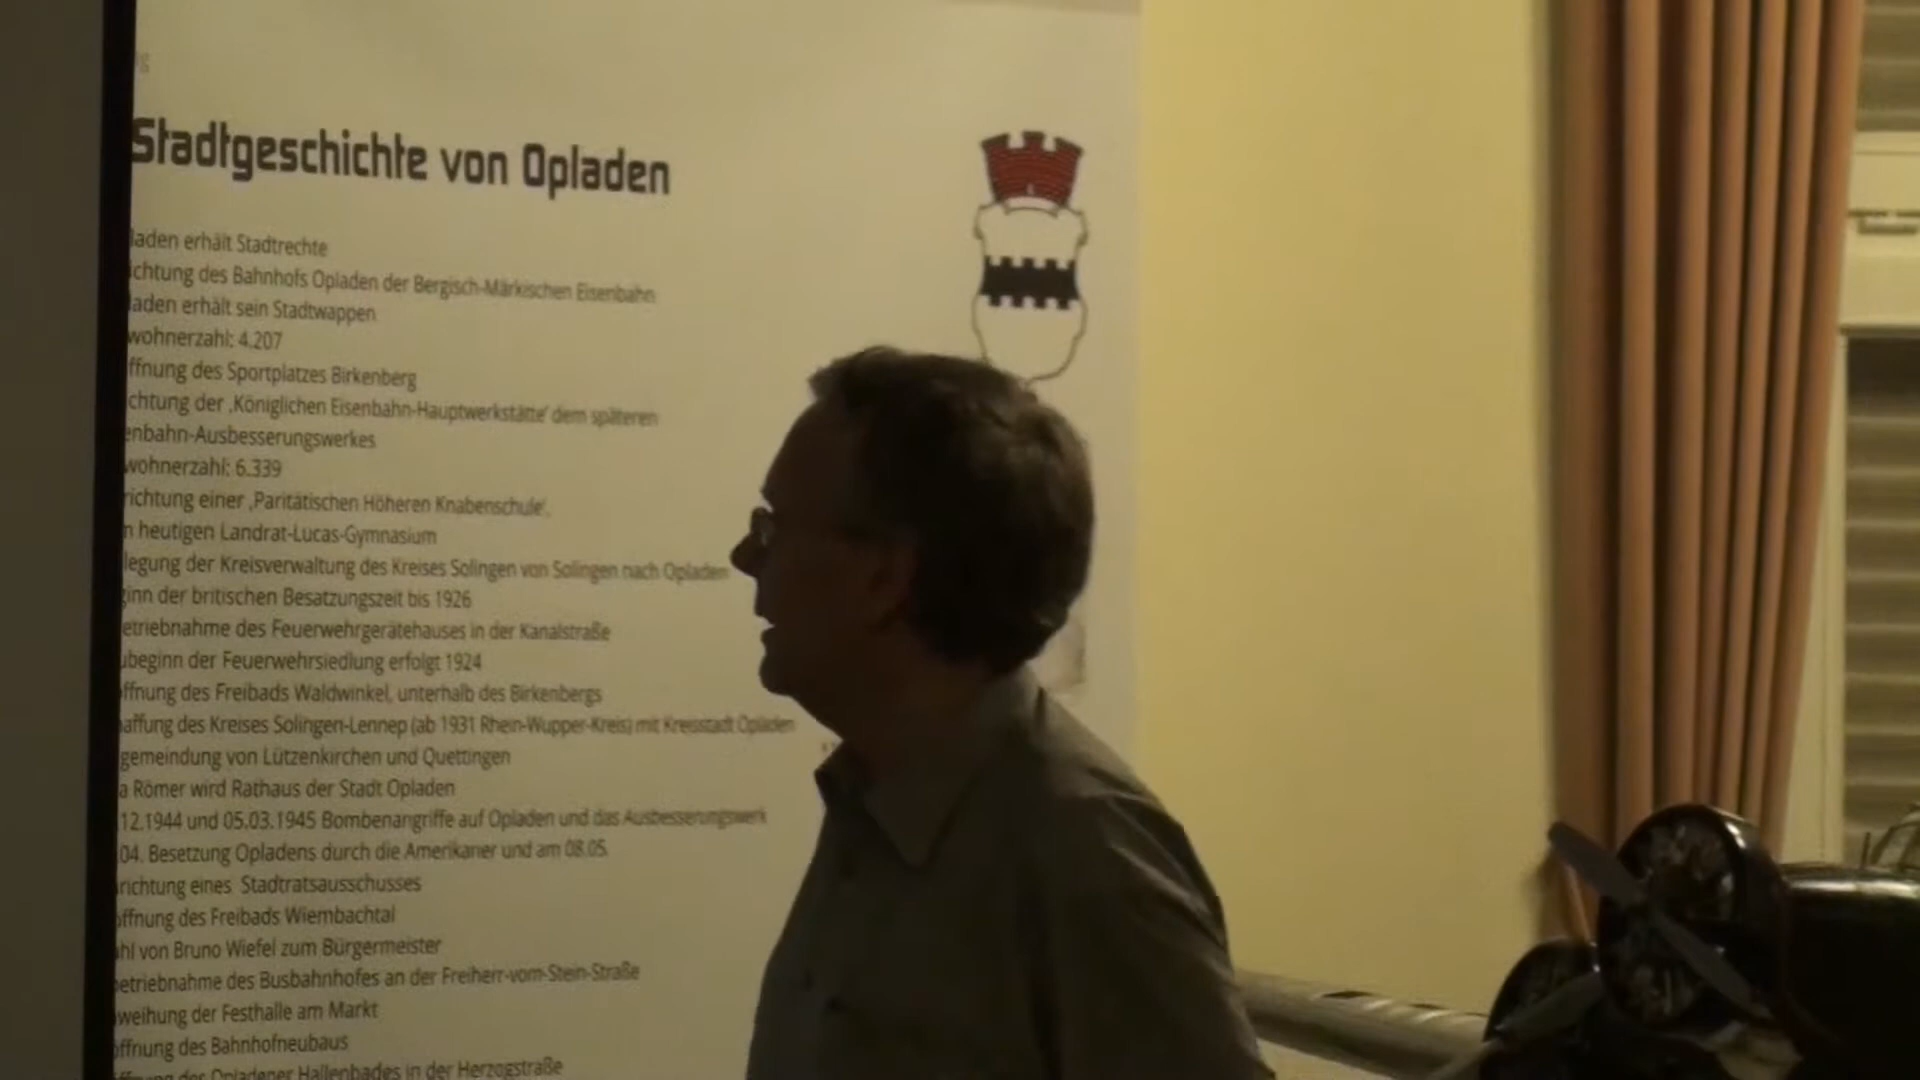 Stadtgeschichte von Opladen
laden erhält Stadtrechte
ichtung des Bahnhofs Opladen der Bergisch-Märkischen Eisenbahn
laden erhält sein Stadtwappen
wohnerzahl: 4.207
ffnung des Sportplatzes Birkenberg
chtung der ‚Königlichen Eisenbahn-Hauptwerkstätte' dem späteren
enbahn-Ausbesserungswerkes
wohnerzahl: 6.339
richtung einer ‚Paritätischen Höheren Knabenschule',
n heutigen Landrat-Lucas-Gymnasium
legung der Kreisverwaltung des Kreises Solingen von Solingen nach Opladen
ginn der britischen Besatzungszeit bis 1926
etriebnahme des Feuerwehrgerätehauses in der Kanalstraße
ubeginn der Feuerwehrsiedlung erfolgt 1924
ffnung des Freibads Waldwinkel, unterhalb des Birkenbergs
affung des Kreises Solingen-Lennep (ab 1931 Rhein-Wupper-Kreis) mit Kreisstadt Opladen
gemeindung von Lützenkirchen und Quettingen
a Römer wird Rathaus der Stadt Opladen
.12.1944 und 05.03.1945 Bombenangriffe auf Opladen und das Ausbesserungswerk
.04. Besetzung Opladens durch die Amerikaner und am 08.05.
richtung eines Stadtratsausschusses
öffnung des Freibads Wiembachtal
hl von Bruno Wiefel zum Bürgermeister
betriebnahme des Busbahnhofes an der Freiherr-vom-Stein-Straße
weihung der Festhalle am Markt
öffnung des Bahnhofneubaus
öffnung des Opladener Hallenbades in der Herzogstraße